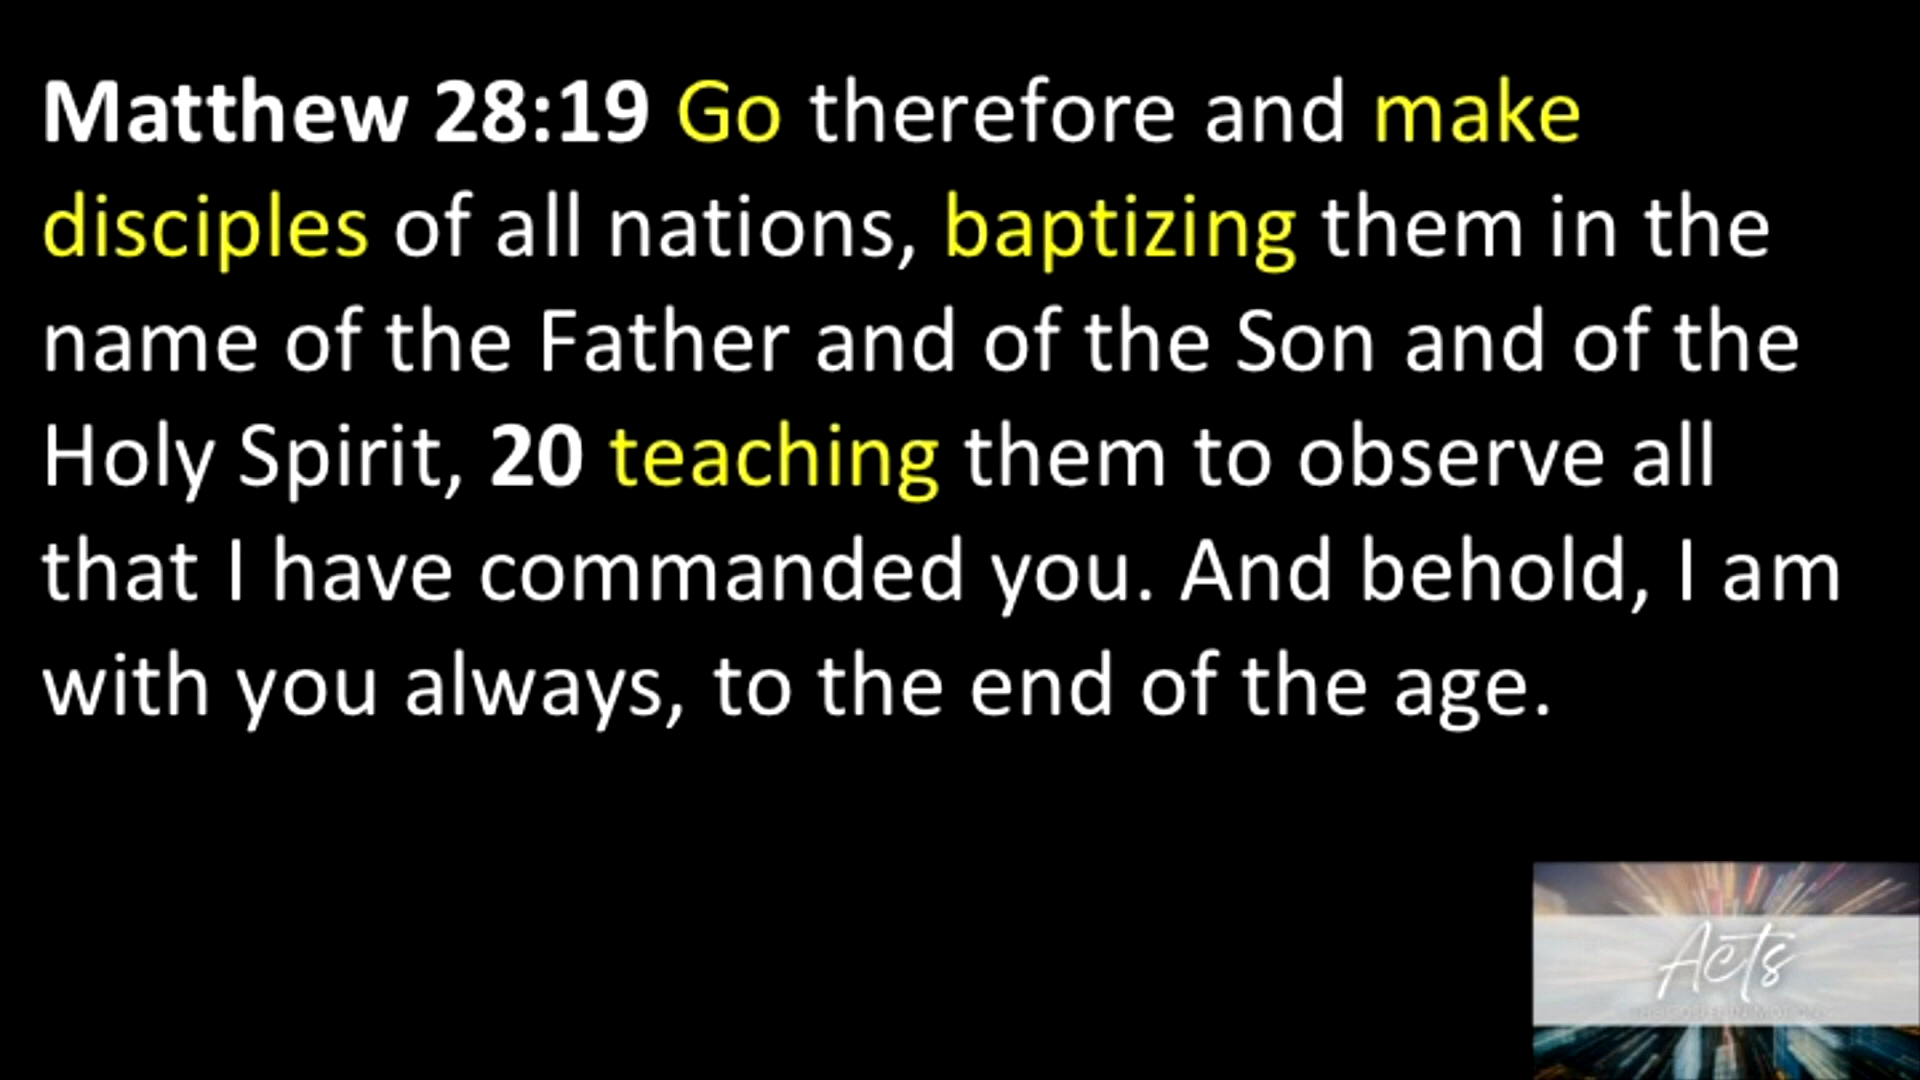 Matthew 28:19 Go therefore and make
disciples of all nations, baptizing them in the
name of the Father and of the Son and of the
Holy Spirit, 20 teaching them to observe all
that I have commanded you. And behold, I am
with you always, to the end of the age.
Acts